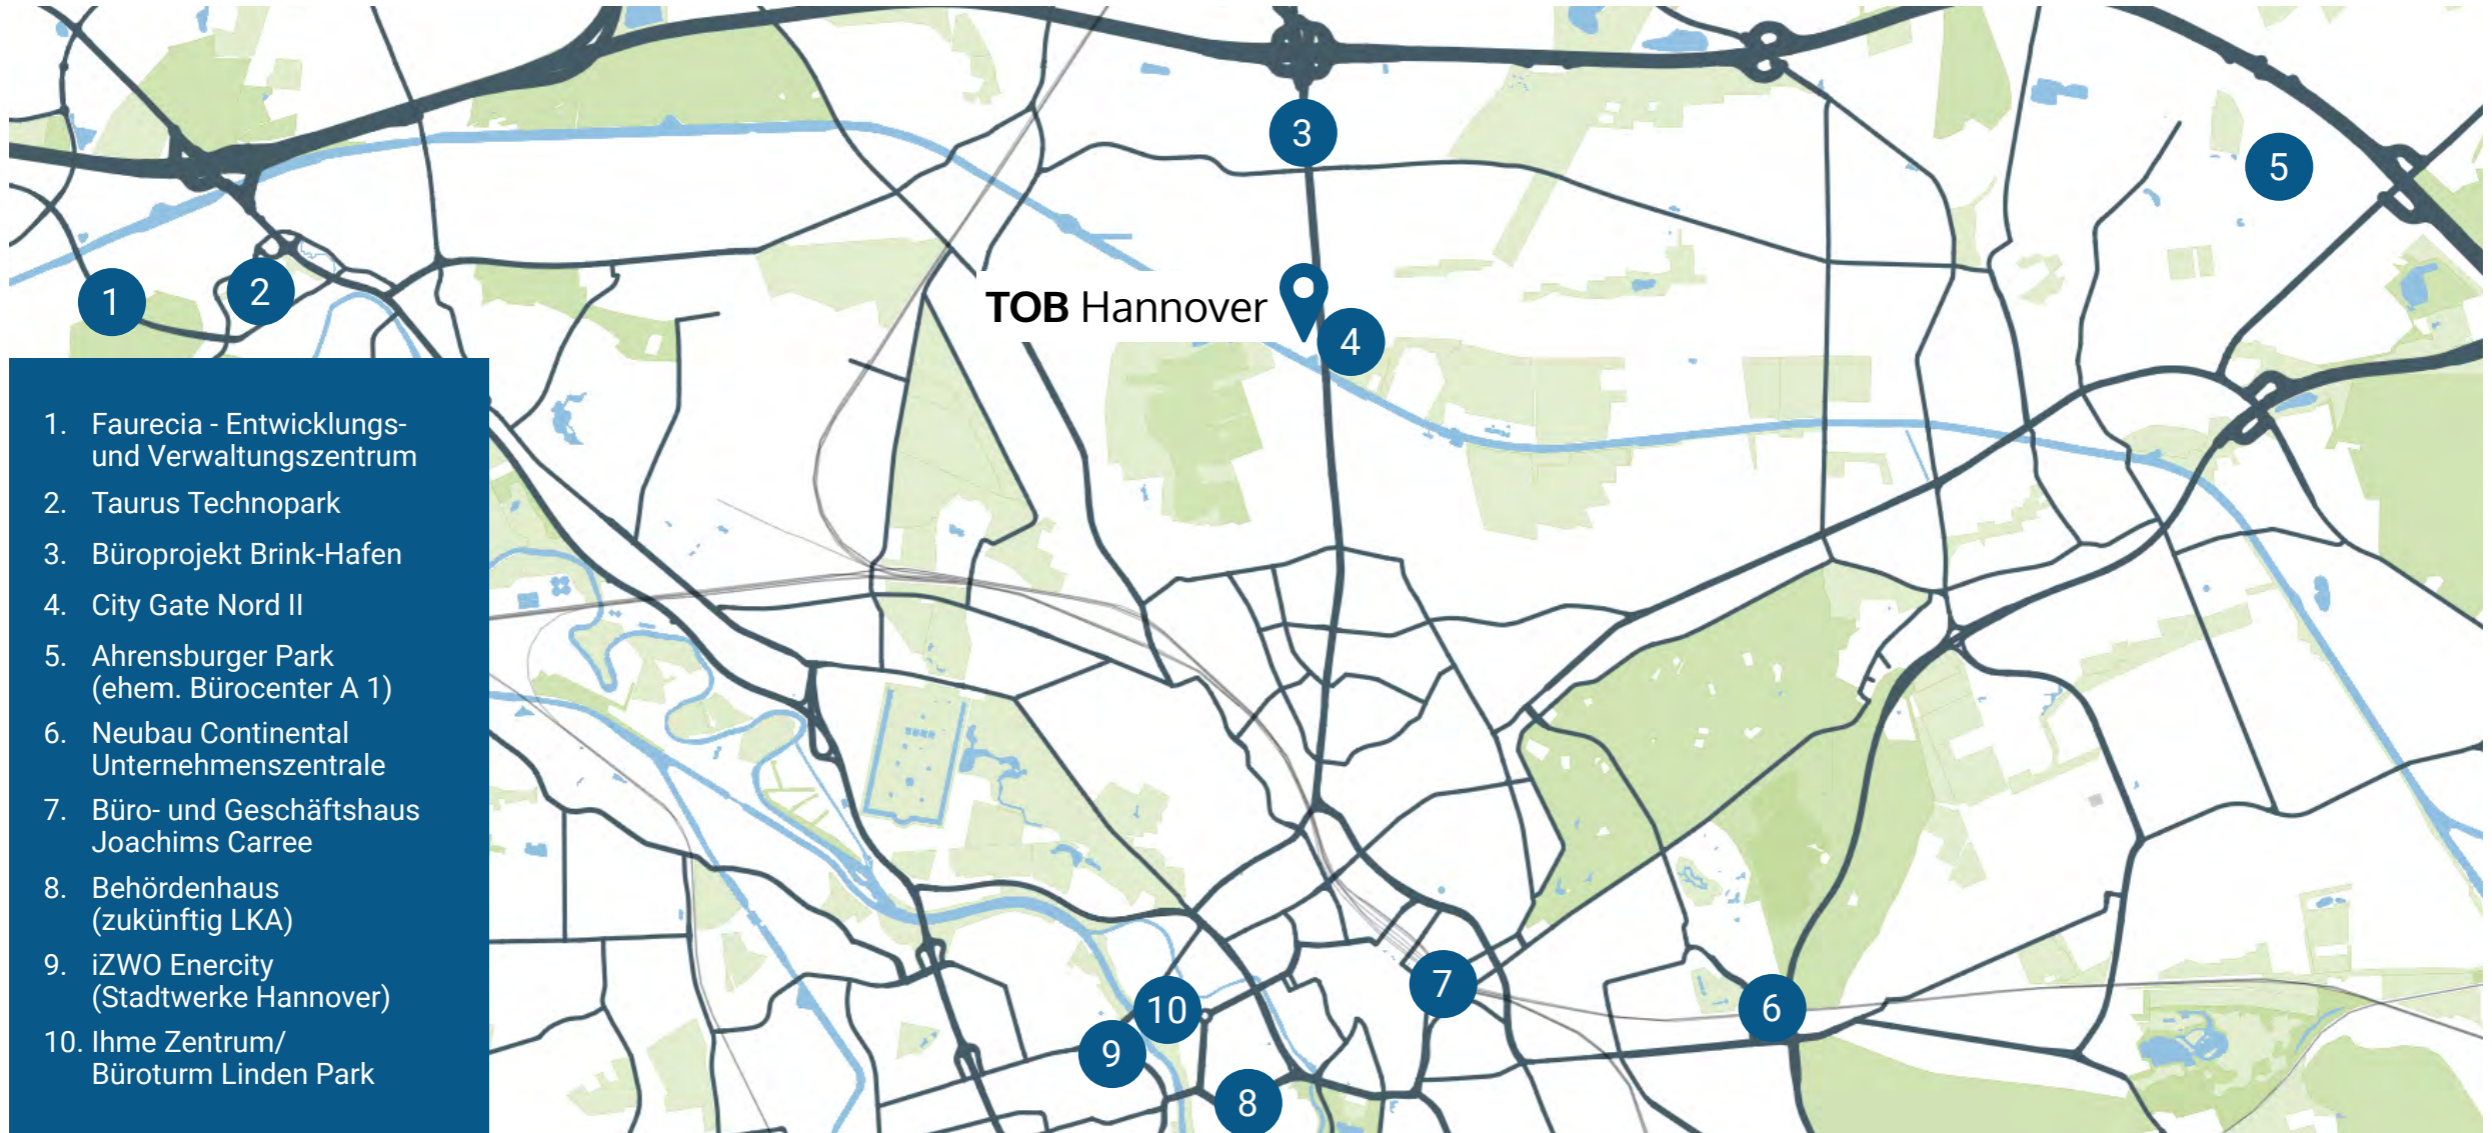 3
5
1
2
TOB Hannover
4
1. Faurecia - Entwicklungs-
und Verwaltungszentrum
2. Taurus Technopark
3. Büroprojekt Brink-Hafen
4. City Gate Nord II
5. Ahrensburger Park
(ehem. Bürocenter A 1)
6. Neubau Continental
Unternehmenszentrale
7. Büro- und Geschäftshaus
Joachims Carree
8. Behördenhaus
(zukünftig LKA)
9. iZWO Enercity
(Stadtwerke Hannover)
10. Ihme Zentrum/
Büroturm Linden Park
7
10
6
9
8